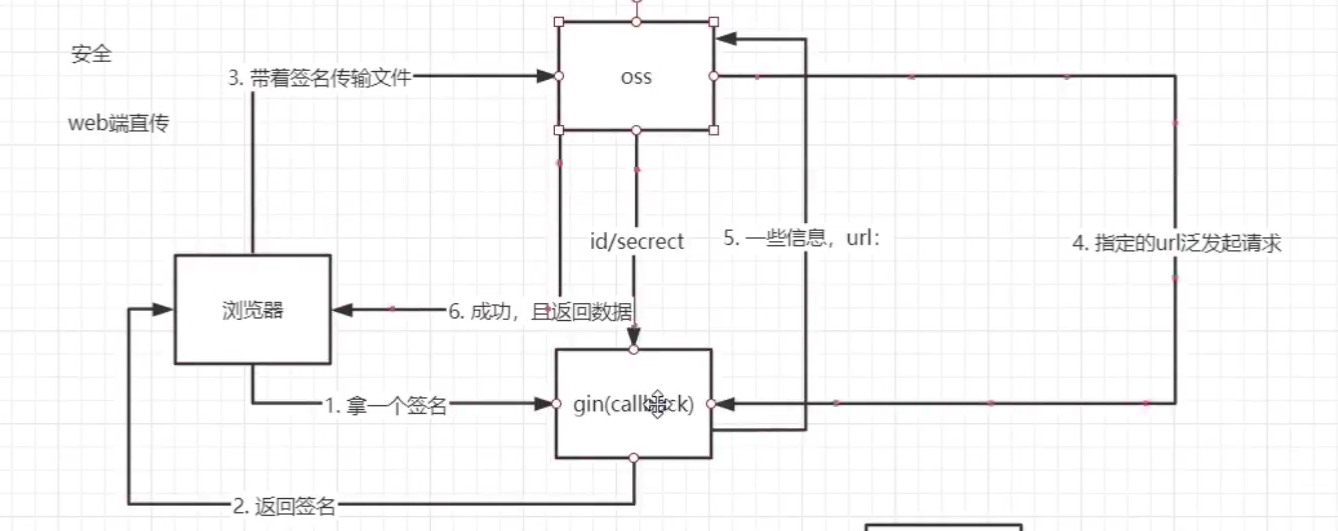 安全
3. 带着签名传输文件
oss
web端直传
id/secrect
5. 一些信息，url：
4. 指定的url泛发起请求
浏览器
6. 成功，且返回数据
1. 拿一个签名
gin(callback)
2. 返回签名